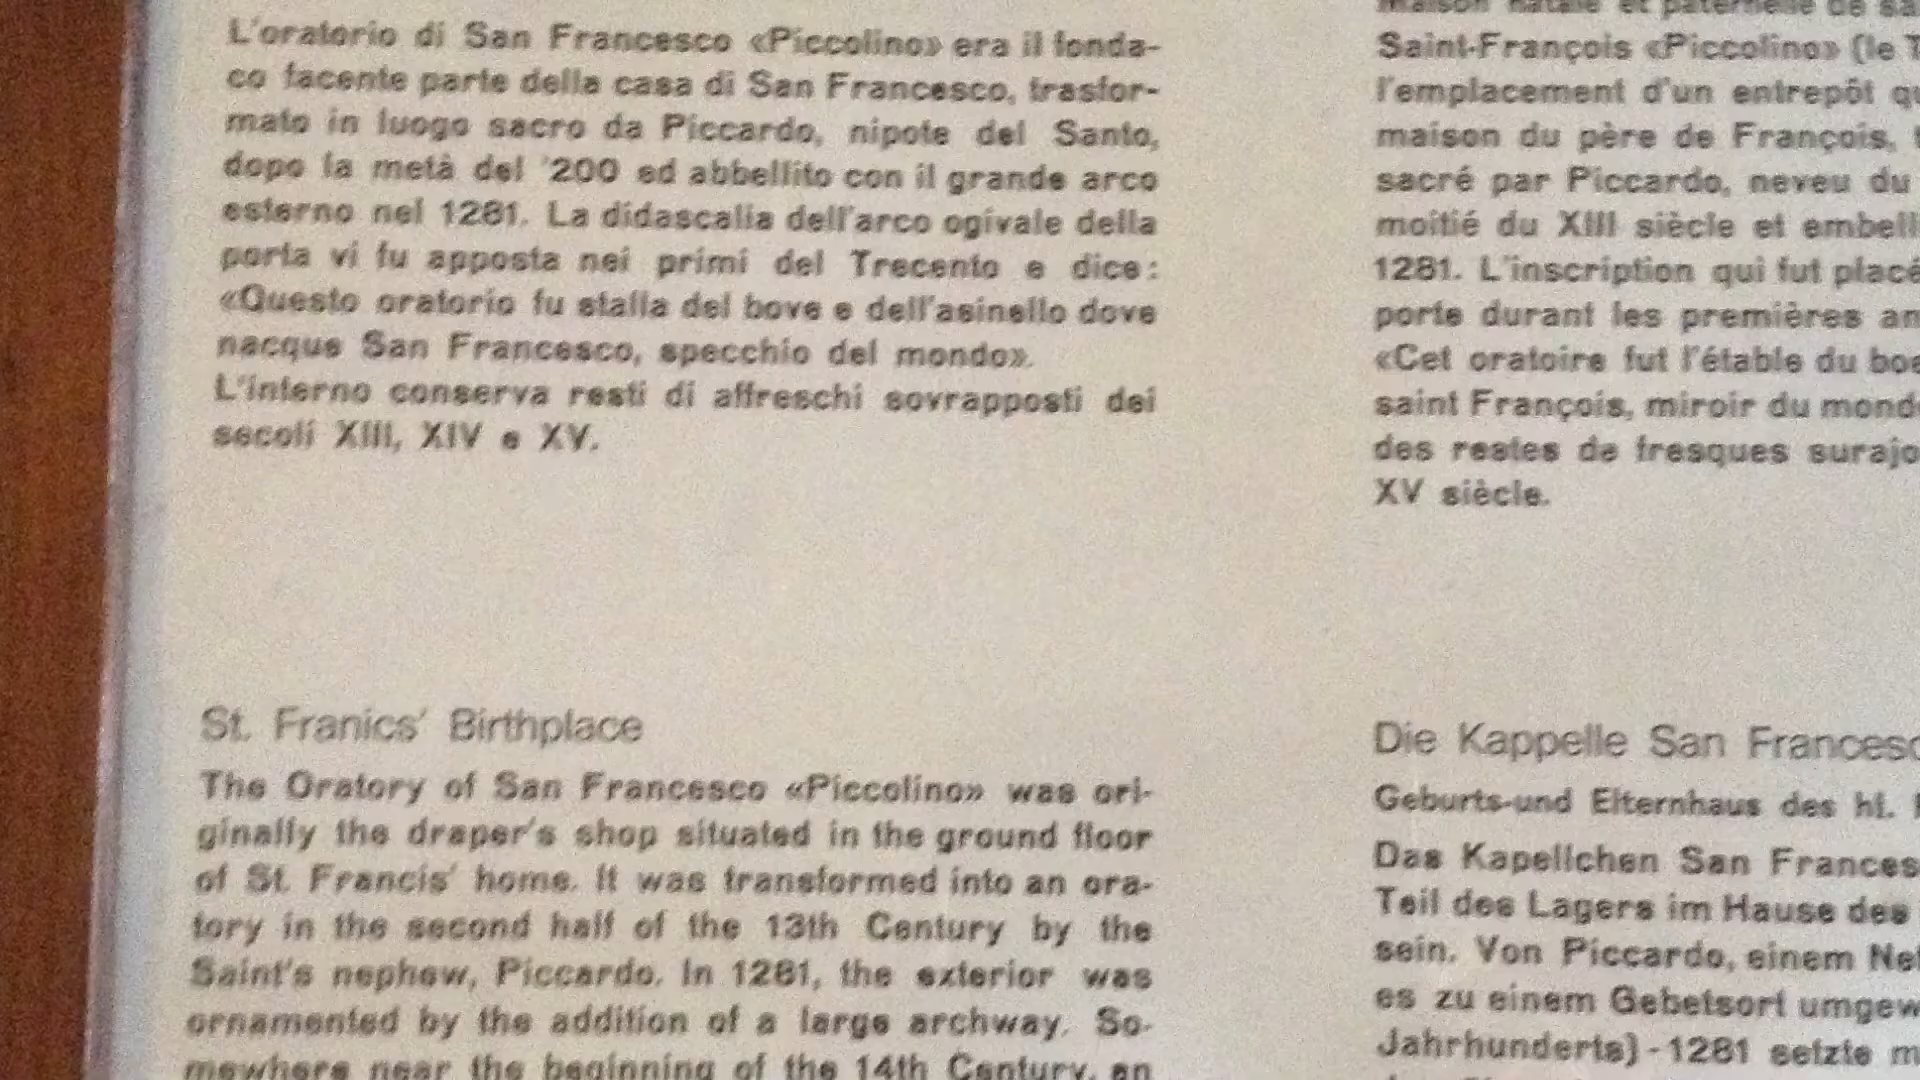 L'oratorio di San Francesco «Piccolino» era il fonda-
co facente parte della casa di San Francesco, trasfor-
mato in luogo sacro da Piccardo, nipote del Santo,
dopo la metà del '200 ed abbellito con il grande arco
esterno nel 1281. La didascalia dell'arco ogivale della
porta vi fu apposta nei primi del Trecento e dice:
«Questo oratorio fu stalla del bove e dell'asinello dove
nacque San Francesco, specchio del mondo».
L'interno conserva resti di affreschi sovrapposti dei
secoli XIII, XIV e XV.
Maison natale et paternelle de
Saint-François «Piccolino» (le
l'emplacement d'un entrepôt
maison du père de François,
sacré par Piccardo, neveu du
moitié du XIII siècle et
1281. L'inscription qui fut
porte durant les premières
«Cet oratoire fut l'étable du
saint François, miroir du
des restes de fresques
XV siècle.
St. Franics' Birthplace
The Oratory of San Francesco «Piccolino» was ori-
ginally the draper's shop situated in the ground floor
of St. Francis' home. It was transformed into an ora-
tory in the second half of the 13th Century by the
Saint's nephew, Piccardo. In 1281, the exterior was
ornamented by the addition of a large archway. So-
mewhere near the beginning of the 14th Century, an
Die Kappelle San
Geburts-und Elternhaus des hl.
Das Kapellchen San
Teil des Lagers im Hause des
sein. Von Piccardo, einem
es zu einem Gebetsort
Jahrhunderts) - 1281 setzte